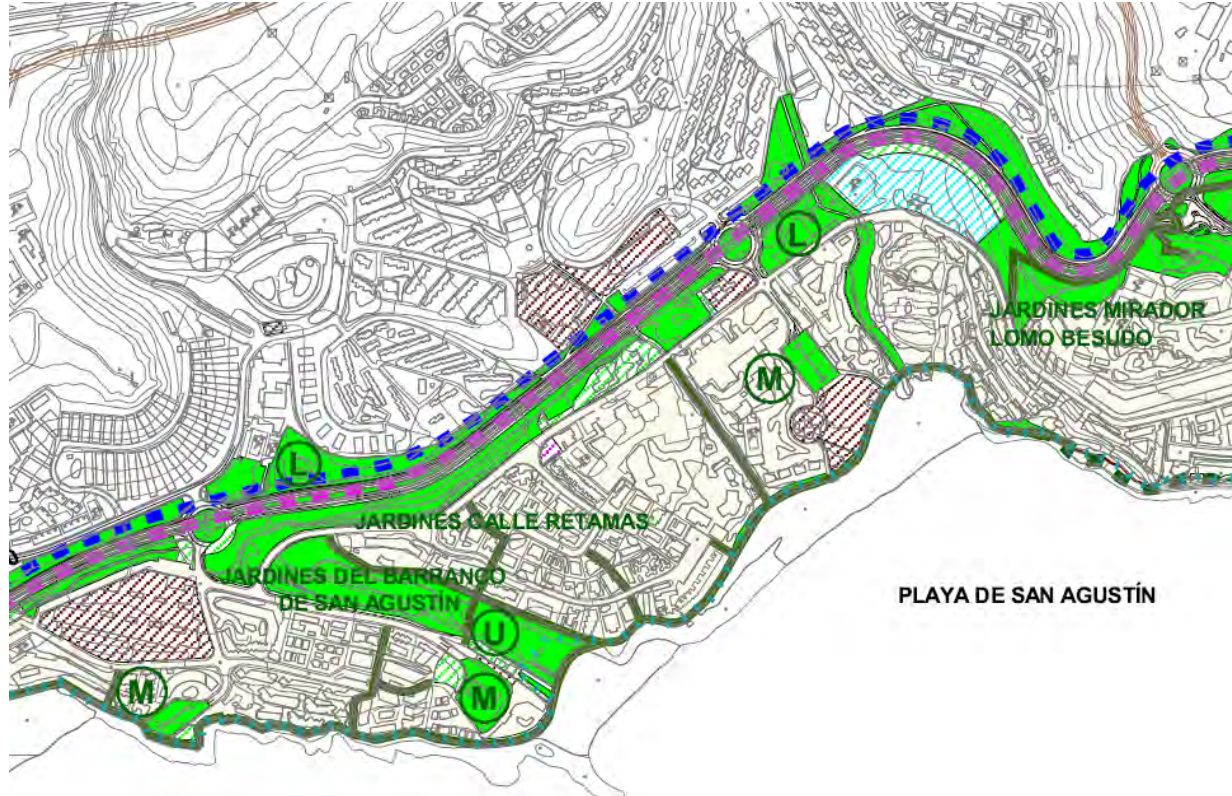 L
JARDINES MIRADOR
LOMO BESUDO
M
L
JARDINES CALLE RETAMAS
JARDINES DEL BARRANCO
DE SAN AGUSTÍN
PLAYA DE SAN AGUSTÍN
U
M
M